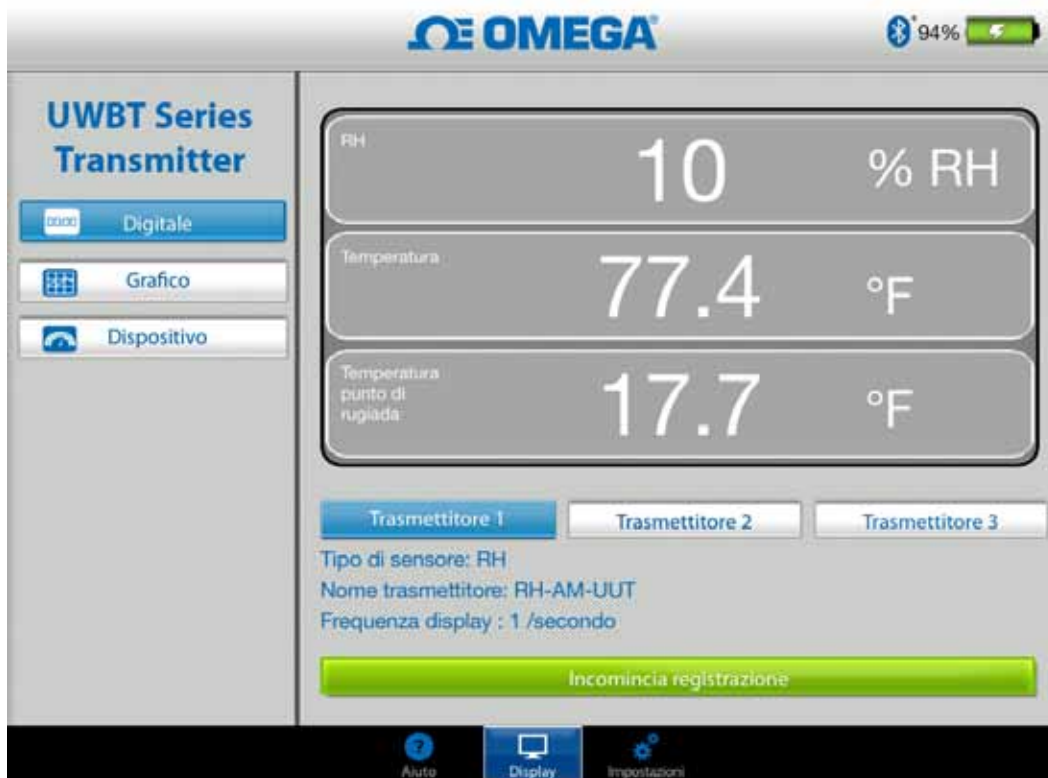 OMEGA
94%
UWBT Series
Transmitter
Digitale
Grafico
Dispositivo
RH
10
% RH
Temperatura
77.4
°F
Temperatura
punto di
rugiada
17.7
°F
Trasmettitore 1
Trasmettitore 2
Trasmettitore 3
Tipo di sensore: RH
Nome trasmettitore: RH-AM-UUT
Frequenza display : 1 /secondo
Incomincia registrazione
Aiuto
Display
Impostazioni